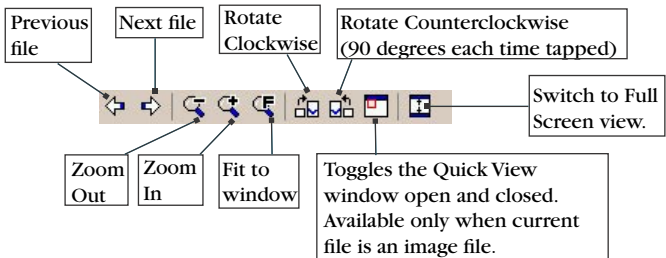 Previous
file
Next file
Rotate
Clockwise
Rotate Counterclockwise
(90 degrees each time tapped)
F
Switch to Full
Screen view.
Zoom
Out
Zoom
In
Fit to
window
Toggles the Quick View
window open and closed.
Available only when current
file is an image file.